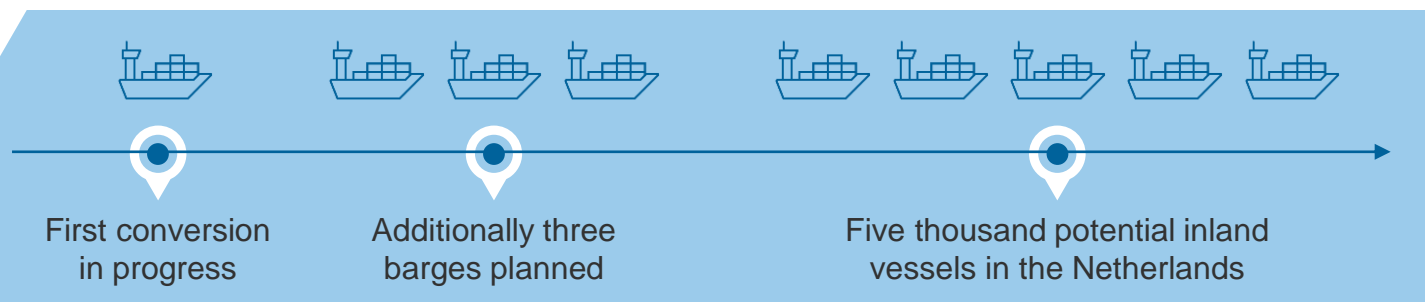 First conversion
in progress
Additionally three
barges planned
Five thousand potential inland
vessels in the Netherlands